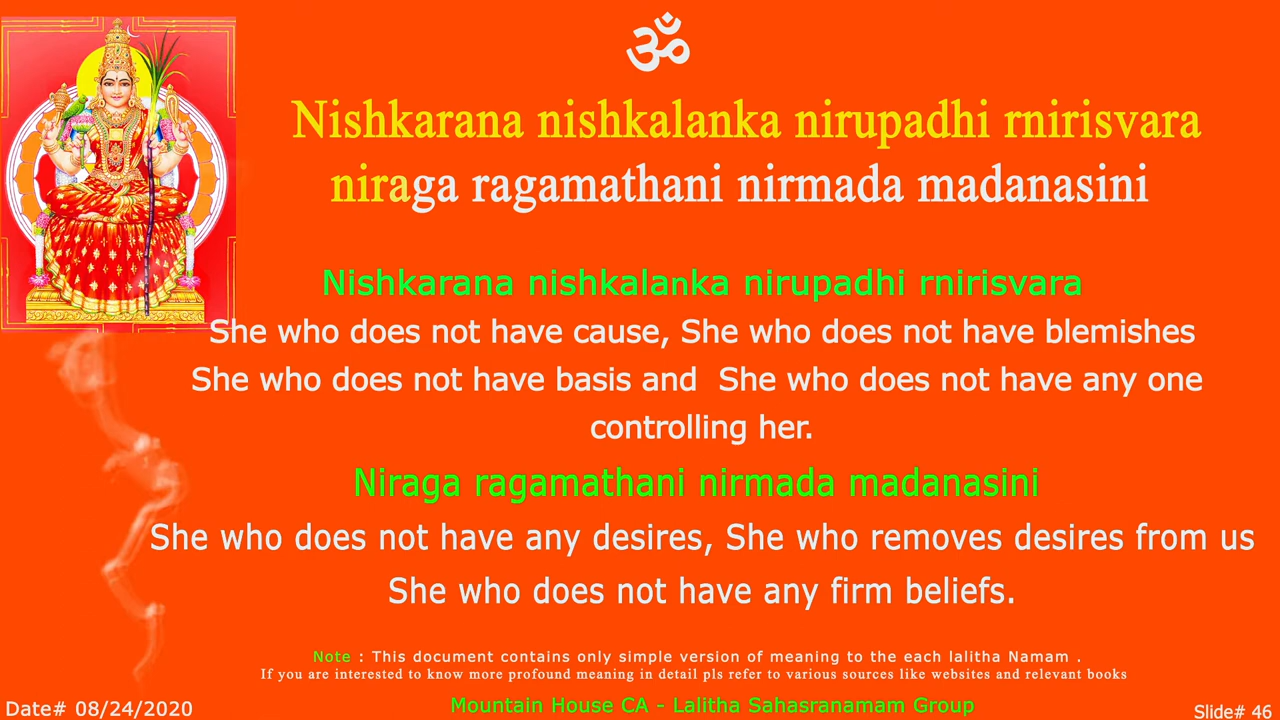 ॐ
Nishkarana nishkalanka nirupadhi rnirisvara
niraga ragamathani nirmada madanasini
Nishkarana nishkalanka nirupadhi rnirisvara
She who does not have cause, She who does not have blemishes
She who does not have basis and She who does not have any one
controlling her.
Niraga ragamathani nirmada madanasini
She who does not have any desires, She who removes desires from us
She who does not have any firm beliefs.
Note : This document contains only simple version of meaning to the each lalitha Namam .
If you are interested to know more profound meaning in detail pls refer to various sources like websites and relevant books
Mountain House CA - Lalitha Sahasranamam Group
Date# 08/24/2020
Slide# 46